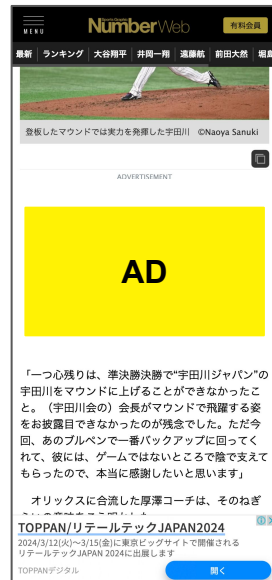 Sports Graphic
NumberWeb
有料会員
MENU
最新 ランキング 大谷翔平 井岡一翔 遠藤航 前田大然 堀島
登板したマウンドでは実力を発揮した宇田川 ©Naoya Sanuki
ADVERTISEMENT
AD
「一つ心残りは、準決勝決勝で“宇田川ジャパン”の
宇田川をマウンドに上げることができなかったこ
と。（宇田川会の）会長がマウンドで飛躍する姿
をお披露目できなかったのが残念でした。ただ今
回、あのブルペンで一番バックアップに回ってく
れて、彼には、ゲームではないところで陰で支えて
もらったので、本当に感謝したいと思います」
オリックスに合流した厚澤コーチは、そのねぎ
TOPPAN/リテールテックJAPAN2024
2024/3/12(火)～3/15(金)に東京ビッグサイトで開催される
リテールテックJAPAN 2024に出展します
TOPPANデジタル
開く